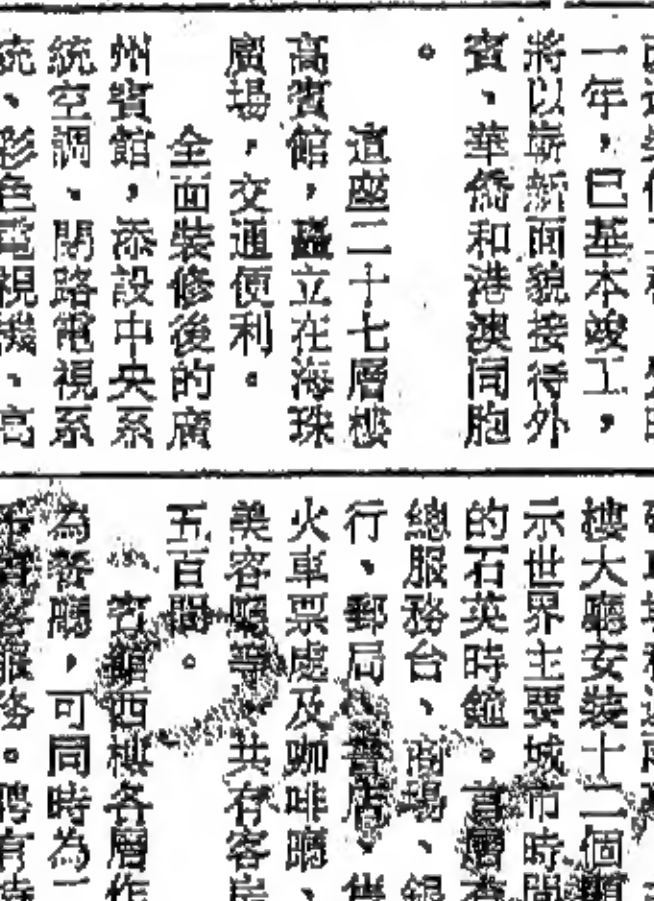 一年，已基本竣工，
將以嶄新面貌接待外
賓、華僑和港澳同胞
。
這座二十七層樓
高賓館，矗立在海珠
廣場，交通便利。
全面裝修後的廣
州賓館，添設中央系
統空調、閉路電視系
統、彩色電視機、高
樓大廳安裝十二個顯
示世界主要城市時間
的石英時鐘。首層
總服務台、商場、銀
行、郵局、
火車票處及咖啡廳、
美容廳等，共有客房
五百間。
賓館西樓各層作
為餐廳，可同時為
服務。聘有